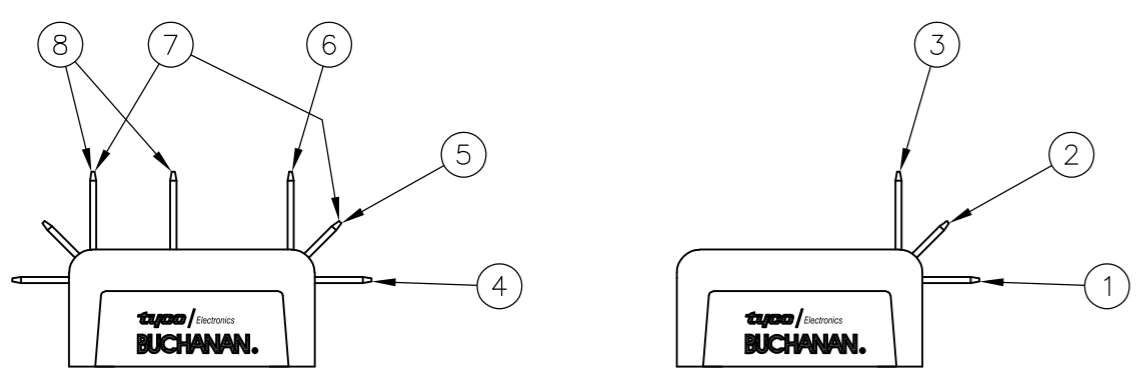 8 7 6 3
5 2
4 1
tyco / Electronics tyco / Electronics
BUCHANAN. BUCHANAN.